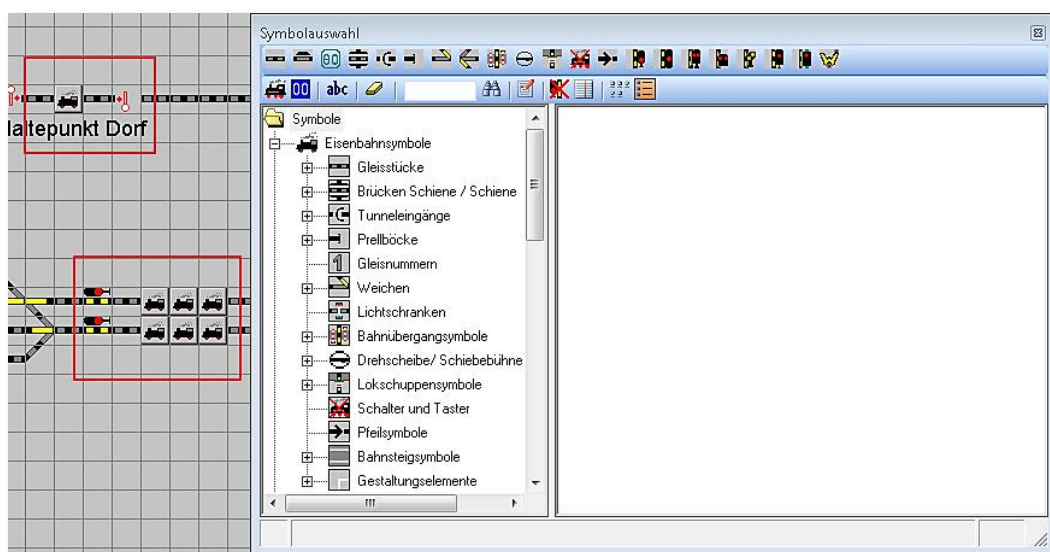 Symbolauswahl
abc
Symbole
Eisenbahnsymbole
Gleisstücke
Brücken Schiene / Schiene
Tunneleingänge
Prellböcke
Gleisnummern
Weichen
Lichtschranken
Bahnübergangsymbole
Drehscheibe/ Schiebebühne
Lokschuppensymbole
Schalter und Taster
Pfeilsymbole
Bahnsteigsymbole
Gestaltungselemente
altepunkt Dorf